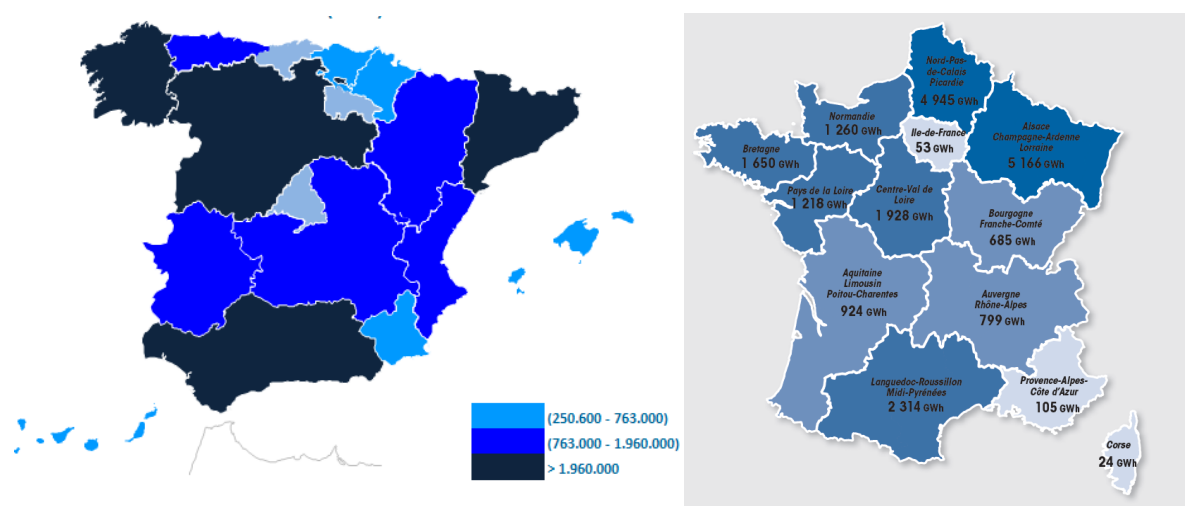 (250.600 - 763.000)
(763.000 - 1.960.000)
> 1.960.000
Nord-Pas-
de-Calais
Picardie
4 945 GWh
Normandie
1 260 GWh
Ile-de-France
53 GWh
Alsace
Champagne-Ardenne
Lorraine
5 166 GWh
Bretagne
1 650 GWh
Pays de la Loire
1 218 GWh
Centre-Val de
Loire
1 928 GWh
Bourgogne
Franche-Comté
685 GWh
Aquitaine
Limousin
Poitou-Charentes
924 GWh
Auvergne
Rhône-Alpes
799 GWh
Languedoc-Roussillon
Midi-Pyrénées
2 314 GWh
Provence-Alpes-
Côte d'Azur
105 GWh
Corse
24 GWh